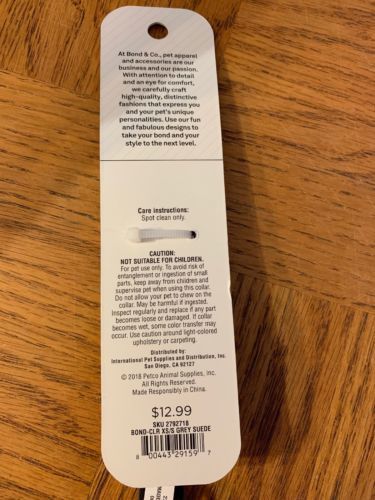 At Bond & Co., pet apparel
and accessories are our
business and our passion.
With attention to detail
and an eye for comfort,
we carefully craft
high-quality, distinctive
fashions that express you
and your pet's unique
personalities. Use our fun
and fabulous designs to
take your bond and your
style to the next level.
Care instructions:
Spot clean only.
CAUTION:
NOT SUITABLE FOR CHILDREN.
For pet use only. To avoid risk of
entanglement or ingestion of small
parts, keep away from children and
supervise pet when using this collar.
Do not allow your pet to chew on the
collar. May be harmful if ingested.
Inspect regularly and replace if any part
becomes loose or damaged. If collar
becomes wet, some color transfer may
occur. Use caution around light-colored
upholstery or carpeting.
Distributed by:
International Pet Supplies and Distribution, Inc.
San Diego, CA 92127
© 2018 Petco Animal Supplies, Inc.
All Rights Reserved.
Made Responsibly in China.
$12.99
SKU 2792718
BOND-CLR XS/S GREY SUEDE
8 00443 29159 7